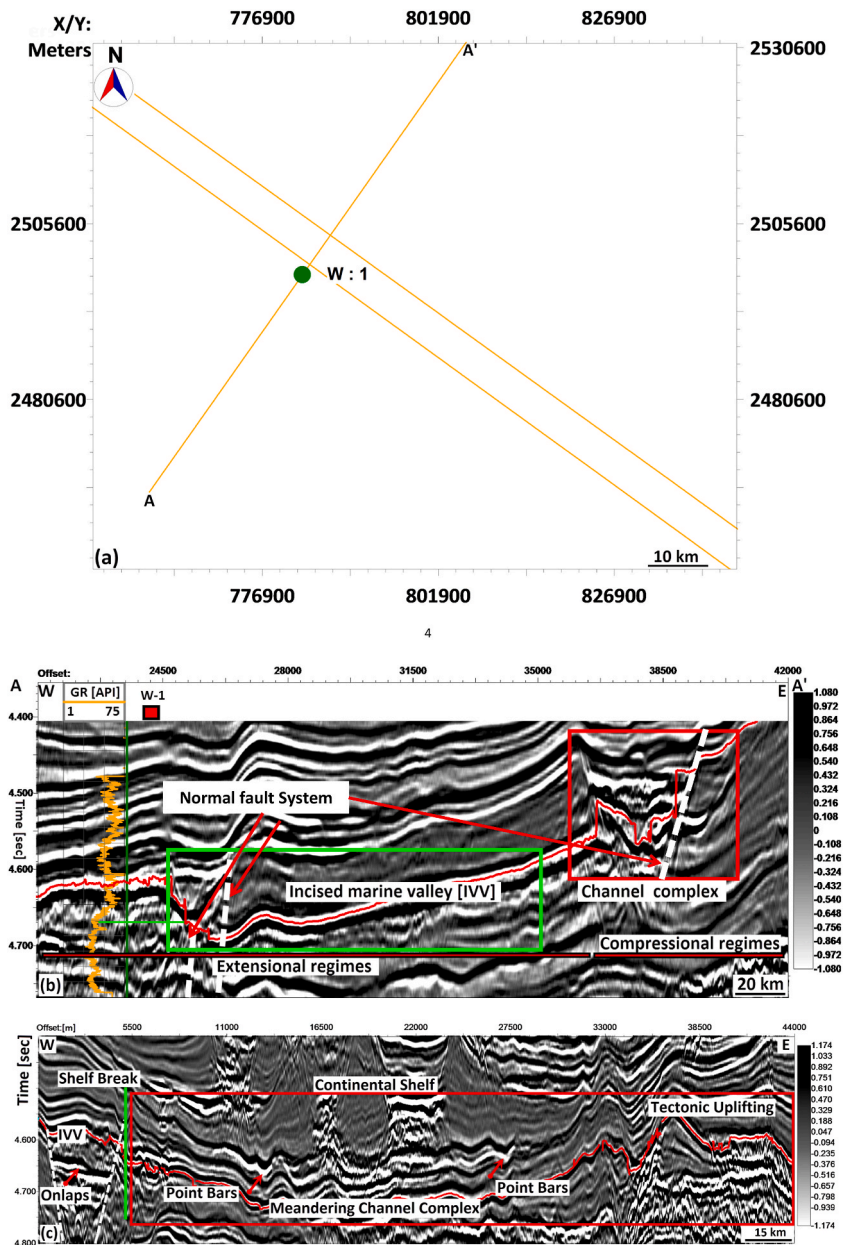 X/Y:
Meters
776900 801900 826900
N
A'
2530600
2505600 2505600
W : 1
2480600 2480600
A
(a)
10 km
776900 801900 826900
4
Offset: 24500 28000 31500 35000 38500 42000
A W GR [API] W-1 E A'
1 75
4.400
4.500
4.600
4.700
Time [sec]
Normal fault System
Incised marine valley [IVV]
Channel complex
Extensional regimes
Compressional regimes
(b)
20 km
1.080
0.972
0.864
0.756
0.648
0.540
0.432
0.324
0.216
0.108
0
-0.108
-0.216
-0.324
-0.432
-0.540
-0.648
-0.756
-0.864
-0.972
-1.080
Offset:[m] 5500 11000 16500 22000 27500 33000 38500 44000
W E
Time [sec]
Shelf Break
Continental Shelf
Tectonic Uplifting
IVV
4.600
Onlaps
Point Bars
Point Bars
4.700
Meandering Channel Complex
(c)
4.800
15 km
1.174
1.033
0.892
0.751
0.610
0.470
0.329
0.188
0.047
-0.094
-0.235
-0.376
-0.517
-0.657
-0.798
-0.939
-1.174